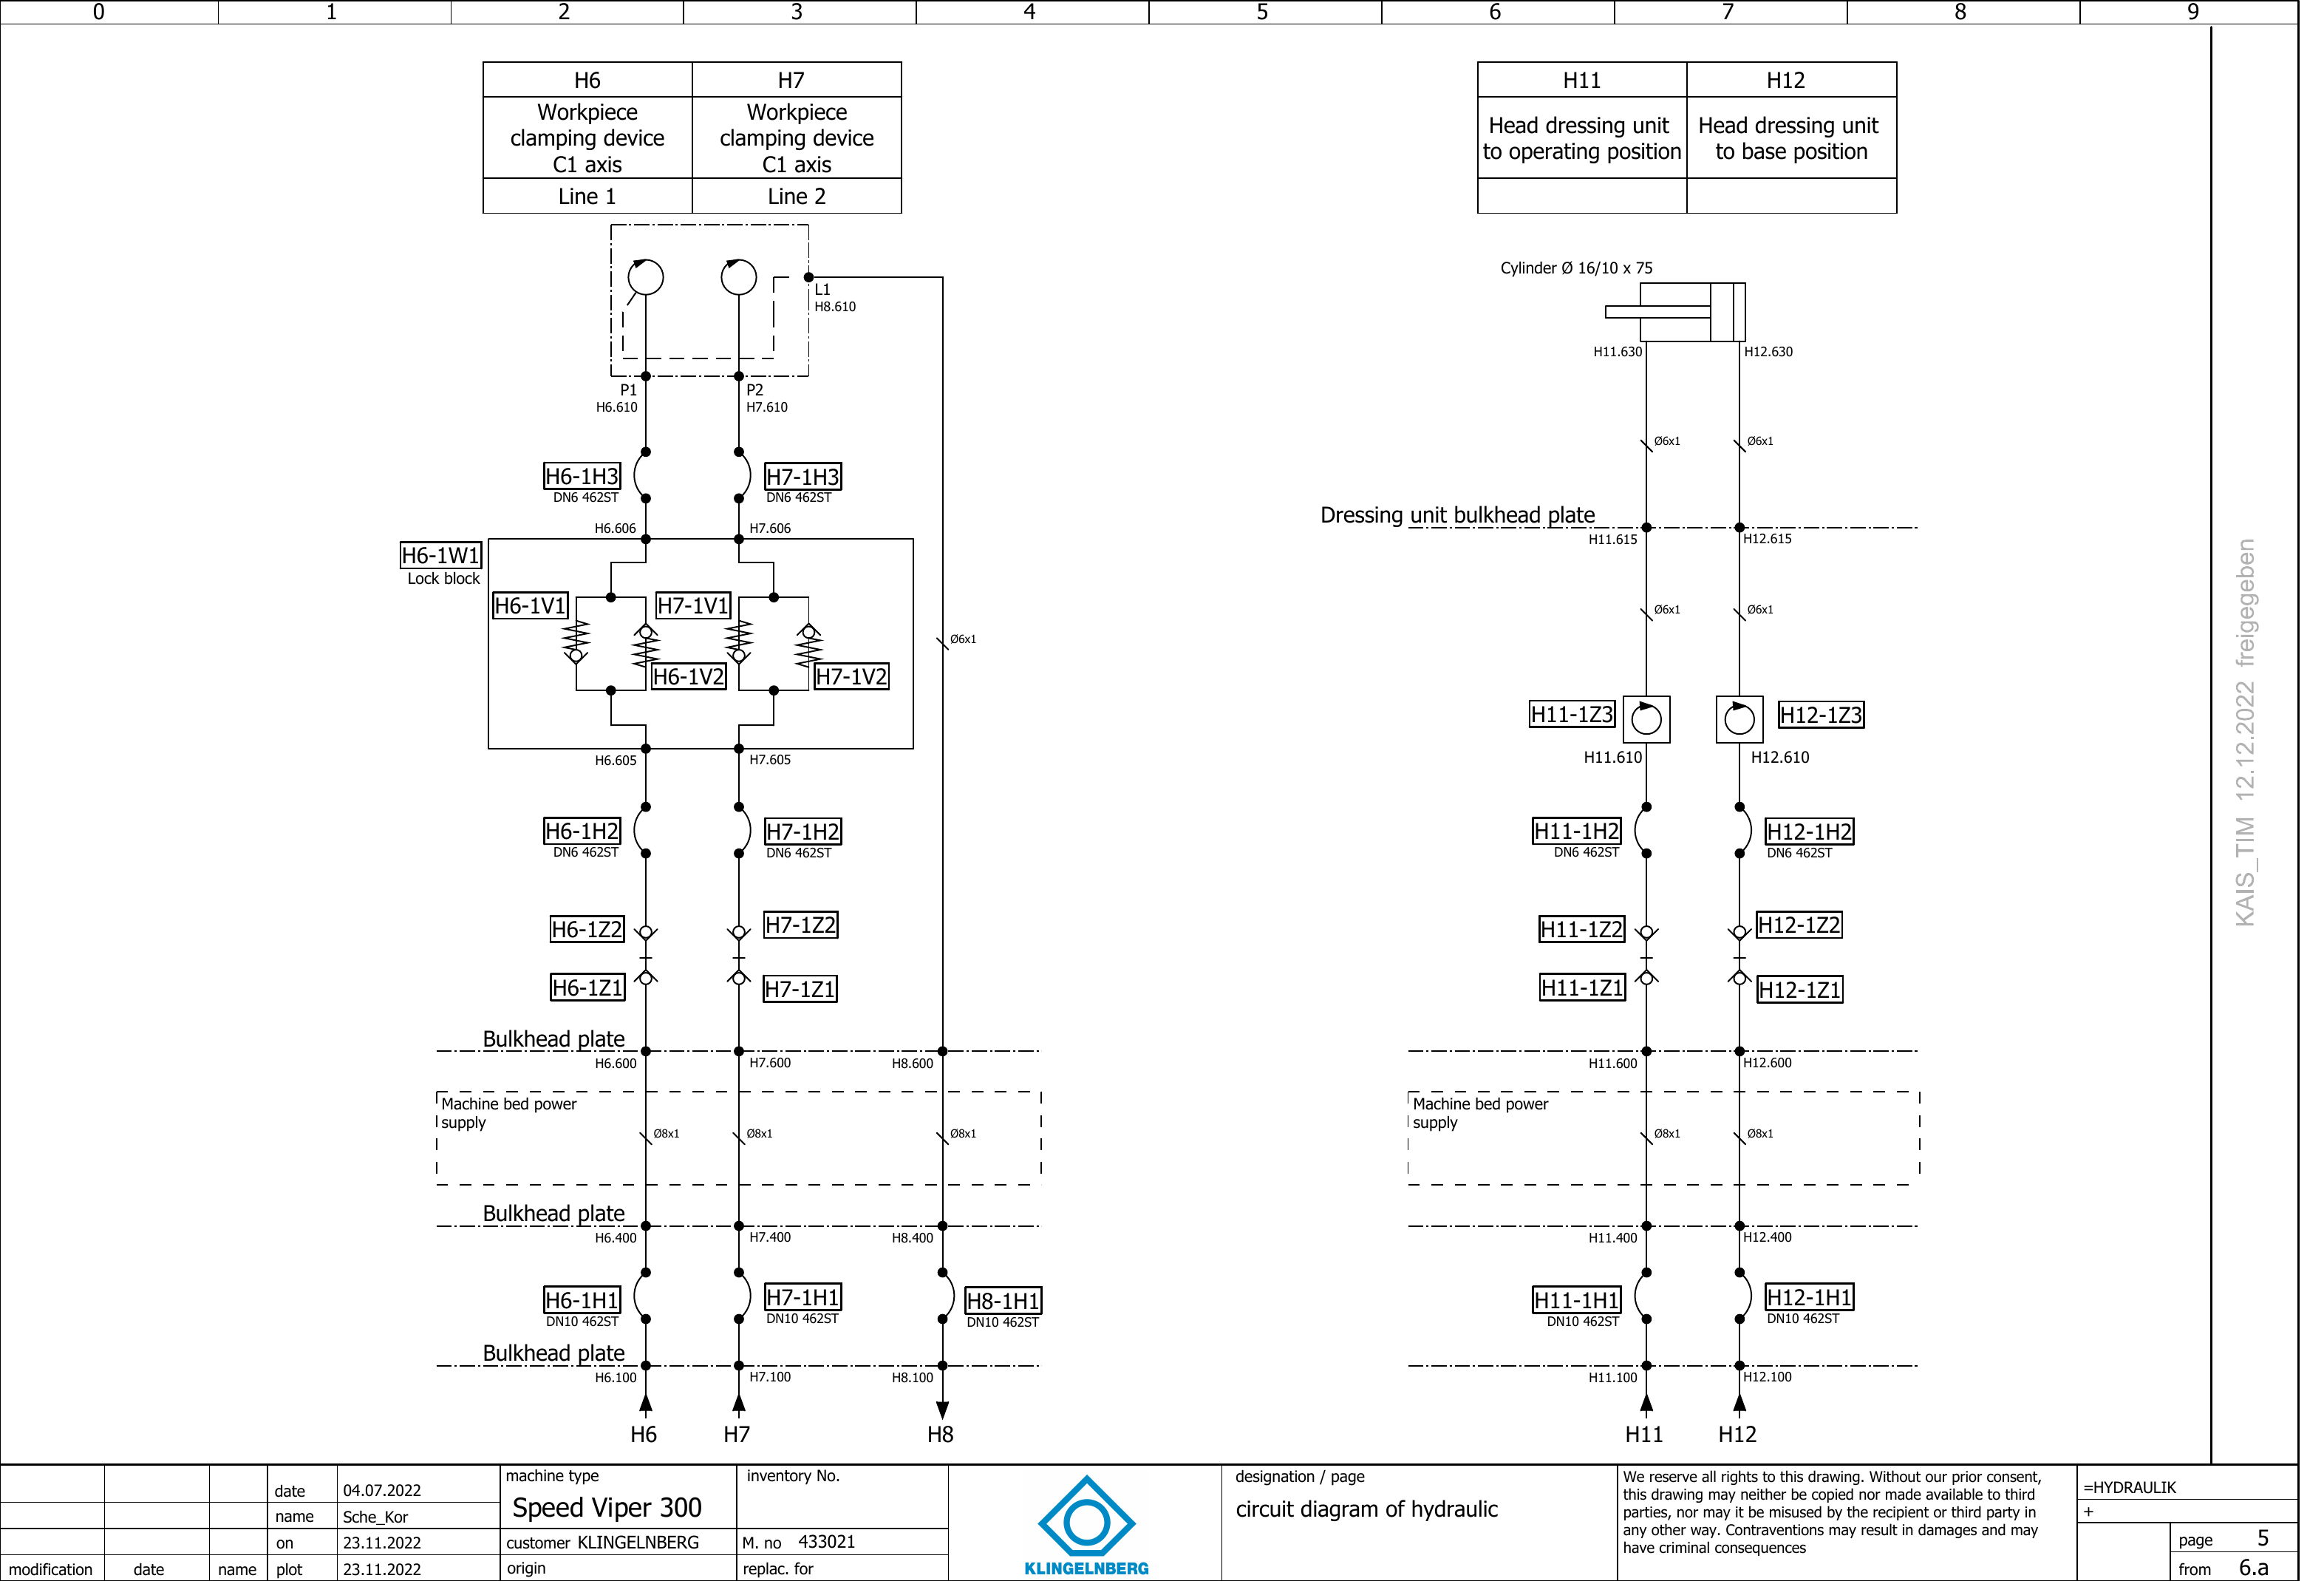 0 1 2 3 4 5 6 7 8 9
H6 H7
Workpiece
clamping device
C1 axis
Workpiece
clamping device
C1 axis
Line 1 Line 2
H11 H12
Head dressing unit
to operating position
Head dressing unit
to base position
L1
H8.610
P1
H6.610
P2
H7.610
H6-1H3
DN6 462ST
H7-1H3
DN6 462ST
H6.606 H7.606
H6-1W1
Lock block
H6-1V1 H7-1V1
H6-1V2 H7-1V2
Ø6x1
H6.605 H7.605
H6-1H2
DN6 462ST
H7-1H2
DN6 462ST
H6-1Z2 H7-1Z2
H6-1Z1 H7-1Z1
Bulkhead plate
H6.600 H7.600 H8.600
Machine bed power
supply
Ø8x1 Ø8x1 Ø8x1
Bulkhead plate
H6.400 H7.400 H8.400
H6-1H1
DN10 462ST
H7-1H1
DN10 462ST
H8-1H1
DN10 462ST
Bulkhead plate
H6.100 H7.100 H8.100
H6 H7 H8
Cylinder Ø 16/10 x 75
H11.630 H12.630
Ø6x1 Ø6x1
Dressing unit bulkhead plate
H11.615 H12.615
Ø6x1 Ø6x1
H11-1Z3 H12-1Z3
H11.610 H12.610
H11-1H2
DN6 462ST
H12-1H2
DN6 462ST
H11-1Z2 H12-1Z2
H11-1Z1 H12-1Z1
H11.600 H12.600
Machine bed power
supply
Ø8x1 Ø8x1
H11.400 H12.400
H11-1H1
DN10 462ST
H12-1H1
DN10 462ST
H11.100 H12.100
H11 H12
KAIS_TIM 12.12.2022 freigegeben
modification date name
date 04.07.2022
name Sche_Kor
on 23.11.2022
plot 23.11.2022
machine type
Speed Viper 300
customer KLINGELNBERG
origin
inventory No.
M. no 433021
replac. for
KLINGELNBERG
designation / page
circuit diagram of hydraulic
We reserve all rights to this drawing. Without our prior consent,
this drawing may neither be copied nor made available to third
parties, nor may it be misused by the recipient or third party in
any other way. Contraventions may result in damages and may
have criminal consequences
=HYDRAULIK
+
page 5
from 6.a